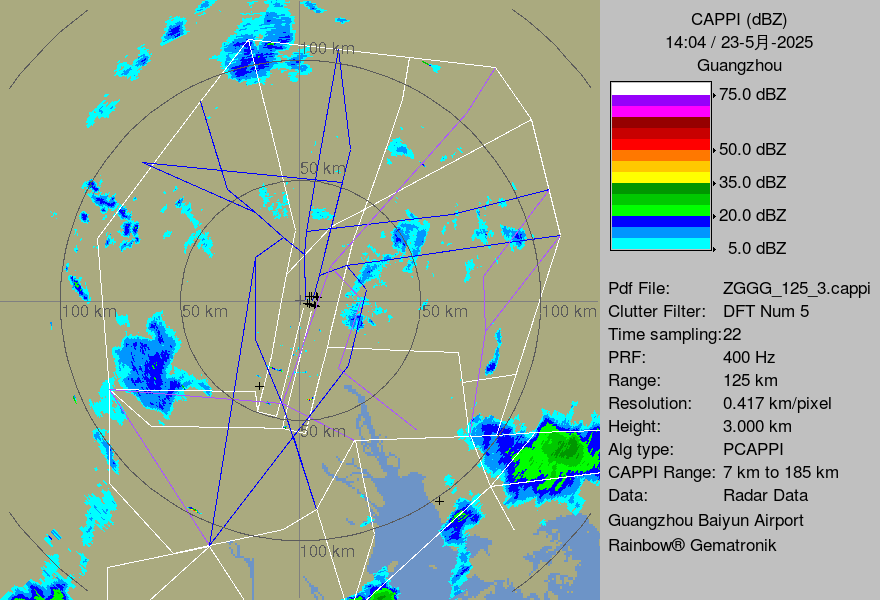 CAPPI (dBZ)
14:04 / 23-5月-2025
Guangzhou
75.0 dBZ
50.0 dBZ
35.0 dBZ
20.0 dBZ
5.0 dBZ
Pdf File: ZGGG_125_3.cappi
Clutter Filter: DFT Num 5
Time sampling:22
PRF: 400 Hz
Range: 125 km
Resolution: 0.417 km/pixel
Height: 3.000 km
Alg type: PCAPPI
CAPPI Range: 7 km to 185 km
Data: Radar Data
Guangzhou Baiyun Airport
Rainbow® Gematronik
100 km
50 km
100 km
50 km
50 km
100 km
50 km
100 km